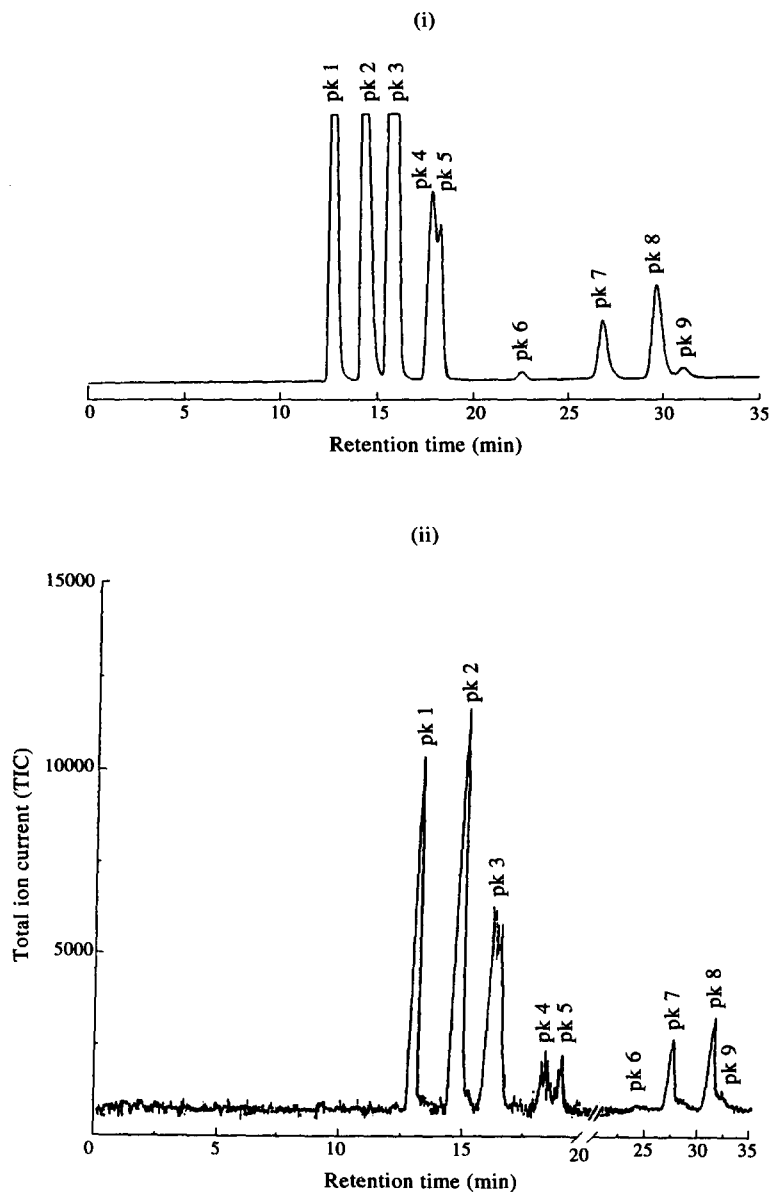 (i)
pk 1
pk 2
pk 3
pk 4
pk 5
pk 6
pk 7
pk 8
pk 9
0 5 10 15 20 25 30 35
Retention time (min)
(ii)
15000
10000
5000
0
Total ion current (TIC)
pk 1
pk 2
pk 3
pk 4
pk 5
pk 6
pk 7
pk 8
pk 9
0 5 10 15 20 25 30 35
Retention time (min)